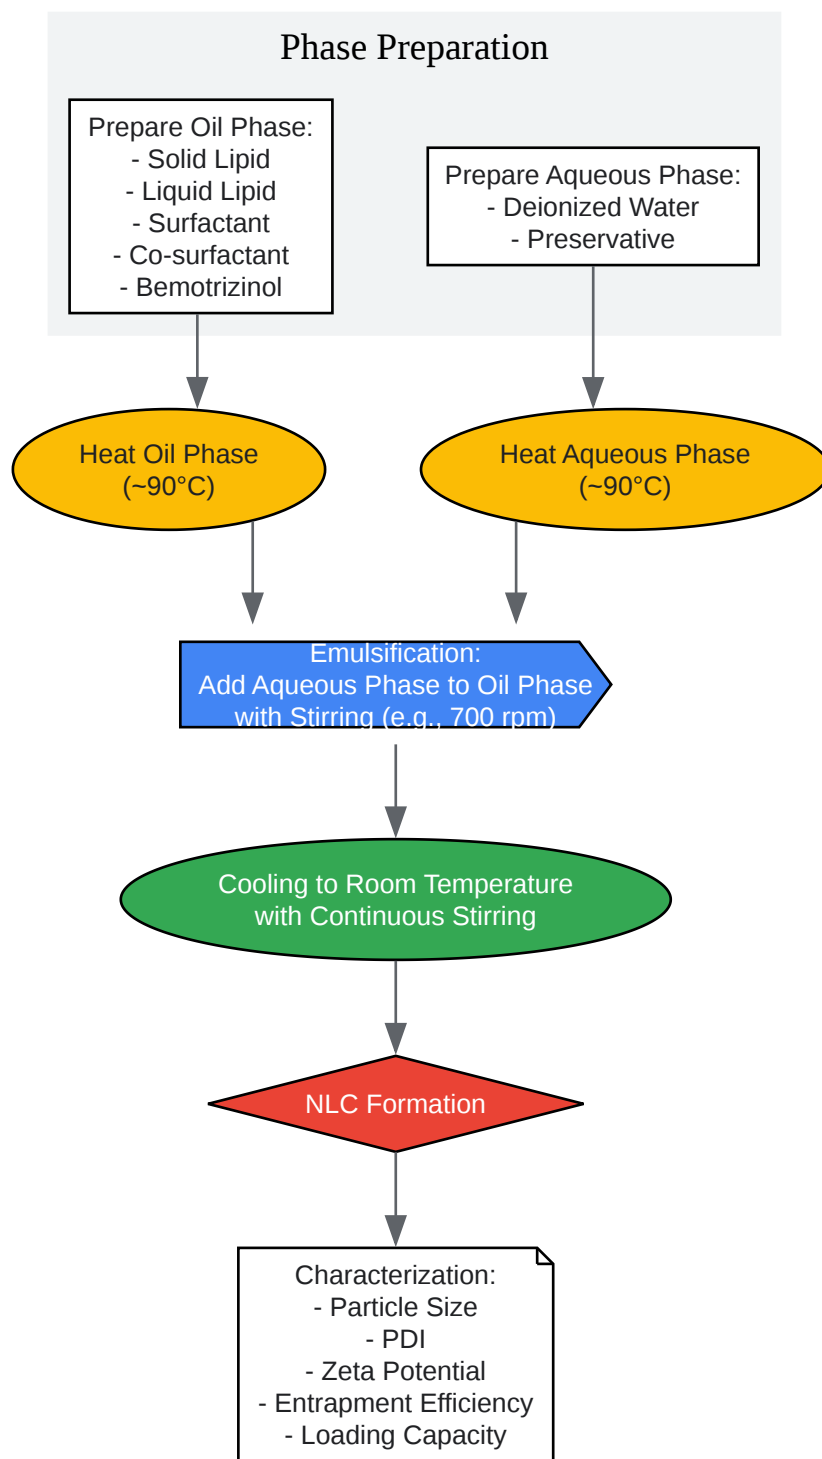 Phase Preparation
Prepare Oil Phase:
- Solid Lipid
- Liquid Lipid
- Surfactant
- Co-surfactant
- Bemotrizinol
Prepare Aqueous Phase:
- Deionized Water
- Preservative
Heat Oil Phase
(~90°C)
Heat Aqueous Phase
(~90°C)
Emulsification:
Add Aqueous Phase to Oil Phase
with Stirring (e.g., 700 rpm)
Cooling to Room Temperature
with Continuous Stirring
NLC Formation
Characterization:
- Particle Size
- PDI
- Zeta Potential
- Entrapment Efficiency
- Loading Capacity